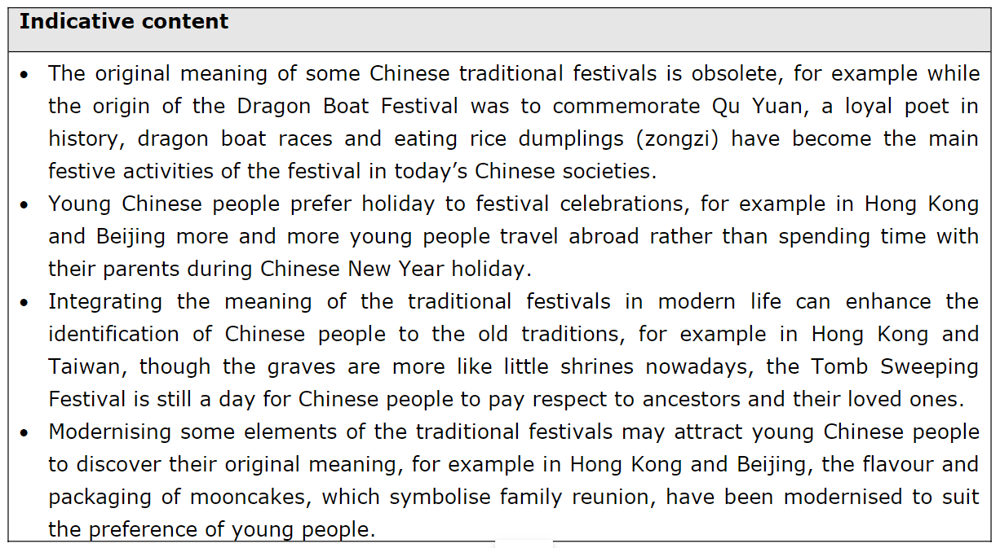 Indicative content
• The original meaning of some Chinese traditional festivals is obsolete, for example while
the origin of the Dragon Boat Festival was to commemorate Qu Yuan, a loyal poet in
history, dragon boat races and eating rice dumplings (zongzi) have become the main
festive activities of the festival in today’s Chinese societies.
• Young Chinese people prefer holiday to festival celebrations, for example in Hong Kong
and Beijing more and more young people travel abroad rather than spending time with
their parents during Chinese New Year holiday.
• Integrating the meaning of the traditional festivals in modern life can enhance the
identification of Chinese people to the old traditions, for example in Hong Kong and
Taiwan, though the graves are more like little shrines nowadays, the Tomb Sweeping
Festival is still a day for Chinese people to pay respect to ancestors and their loved ones.
• Modernising some elements of the traditional festivals may attract young Chinese people
to discover their original meaning, for example in Hong Kong and Beijing, the flavour and
packaging of mooncakes, which symbolise family reunion, have been modernised to suit
the preference of young people.